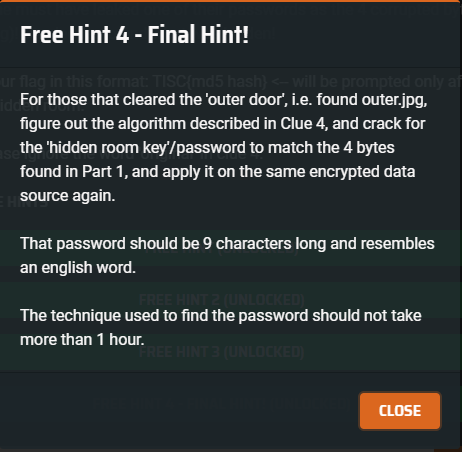 Free Hint 4 - Final Hint!
ur flag in this format: TISC{md5 hash} <-- will be prompted only af
For those that cleared the 'outer door', i.e. found outer.jpg,
figure out the algorithm described in Clue 4, and crack for
the 'hidden room key'/password to match the 4 bytes
found in Part 1, and apply it on the same encrypted data
source again.
That password should be 9 characters long and resembles
an english word.
FREE HINT 2 (UNLOCKED)
The technique used to find the password should not take
more than 1 hour.
FREE HINT 3 (UNLOCKED)
CLOSE